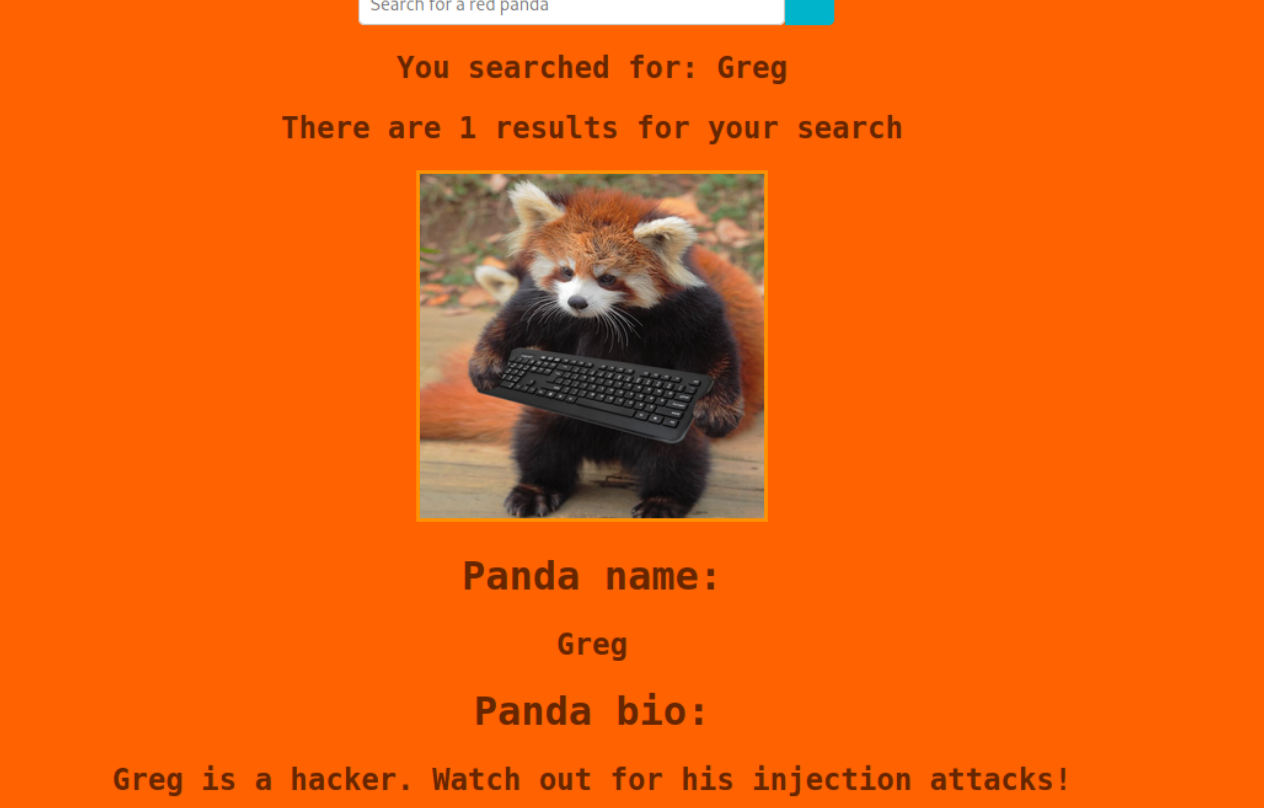 Search for a red panda
You searched for: Greg
There are 1 results for your search
Panda name:
Greg
Panda bio:
Greg is a hacker. Watch out for his injection attacks!